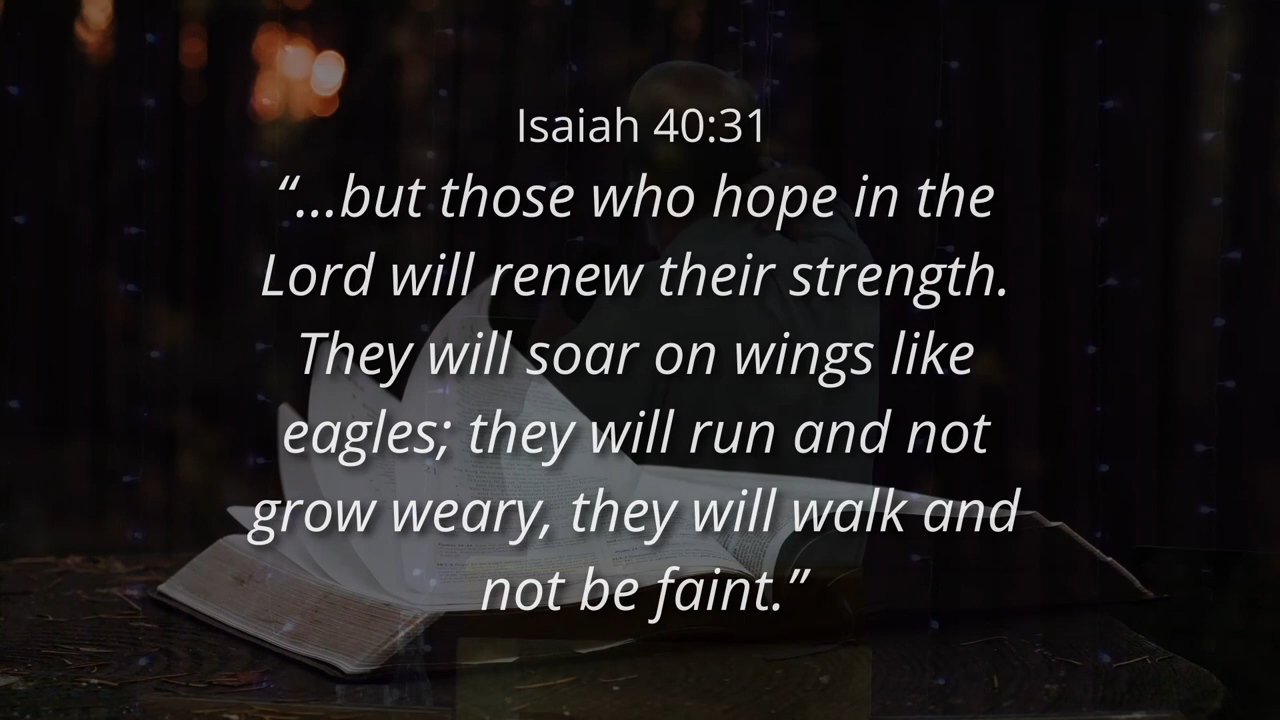 Isaiah 40:31
“...but those who hope in the
Lord will renew their strength.
They will soar on wings like
eagles; they will run and not
grow weary, they will walk and
not be faint.”